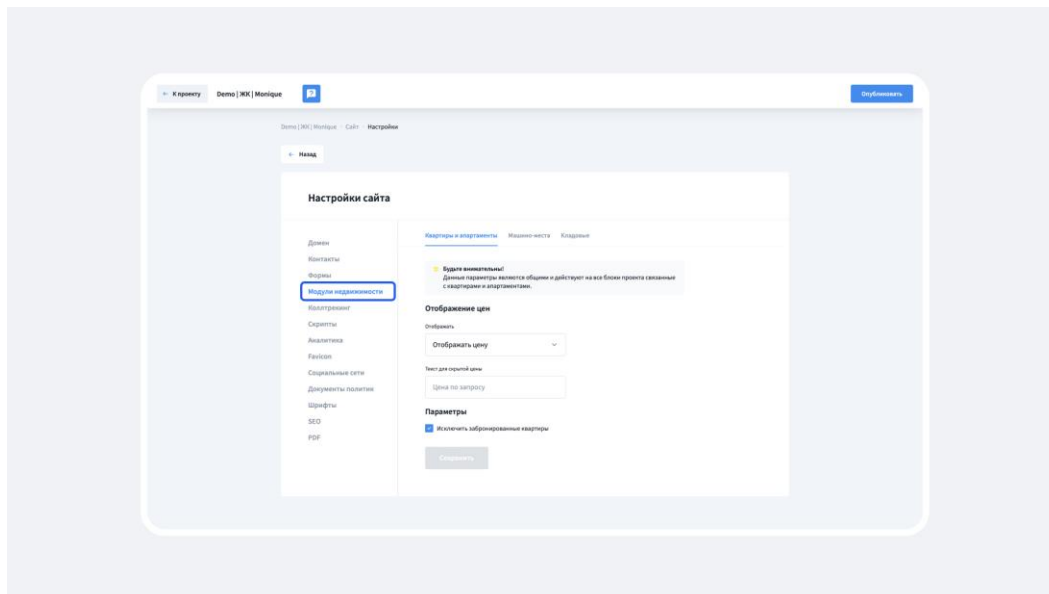 ← К проекту
Demo | ЖК | Monique
?
Опубликовать
Demo | ЖК | Monique · Сайт · Настройки
← Назад
Настройки сайта
Домен
Контакты
Формы
Модули недвижимости
Коллтрекинг
Скрипты
Аналитика
Favicon
Социальные сети
Документы политик
Шрифты
SEO
PDF
Квартиры и апартаменты
Машино-места
Кладовые
Будьте внимательны!
Данные параметры являются общими и действуют на все блоки проекта связанные
с квартирами и апартаментами.
Отображение цен
Отображать
Отображать цену
Текст для скрытой цены
Цена по запросу
Параметры
Исключить забронированные квартиры
Сохранить